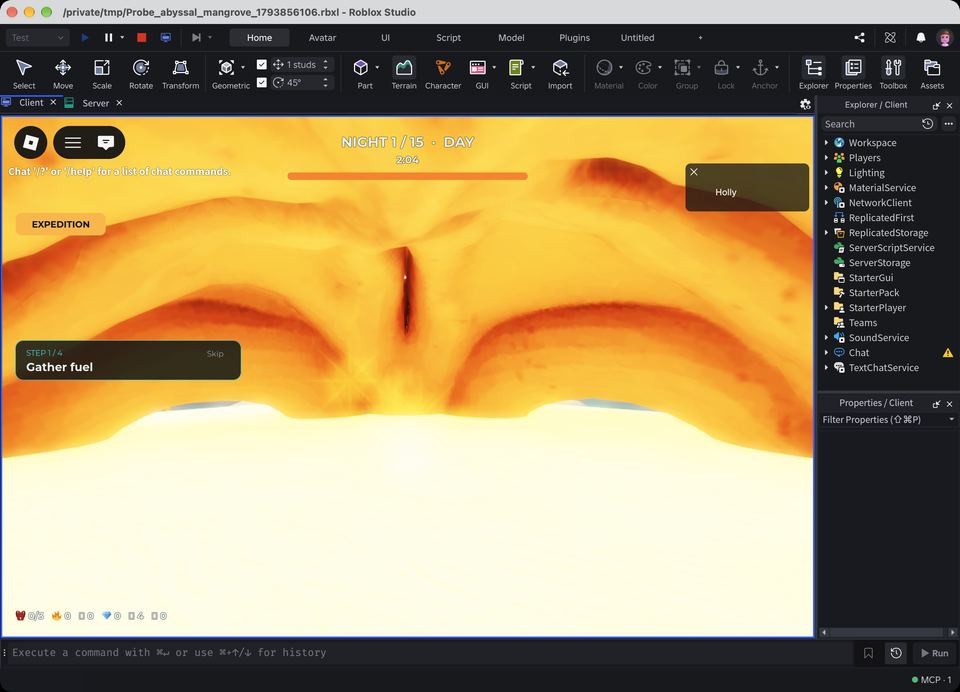 /private/tmp/Probe_abyssal_mangrove_1793856106.rbxl - Roblox Studio
Test
Home Avatar UI Script Model Plugins Untitled +
1 studs
45°
Select Move Scale Rotate Transform Geometric Part Terrain Character GUI Script Import Material Color Group Lock Anchor Explorer Properties Toolbox Assets
Client Server
Explorer / Client
Search
Workspace
Players
Lighting
MaterialService
NetworkClient
ReplicatedFirst
ReplicatedStorage
ServerScriptService
ServerStorage
StarterGui
StarterPack
StarterPlayer
Teams
SoundService
Chat
TextChatService
Properties / Client
Filter Properties (⇧⌘P)
NIGHT 1 / 15 · DAY
2:04
Chat '/?' or '/help' for a list of chat commands.
Holly
EXPEDITION
STEP 1 / 4 Skip
Gather fuel
0/3 0 0 0 4 0
Execute a command with ⌘↵ or use ⌘+↑/↓ for history
Run
MCP · 1